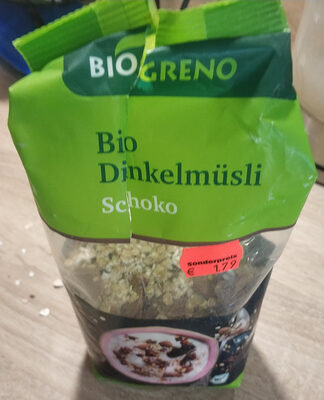 BIOGRENO
Bio
Dinkelmüsli
Schoko
Sonderpreis
€ 1.79